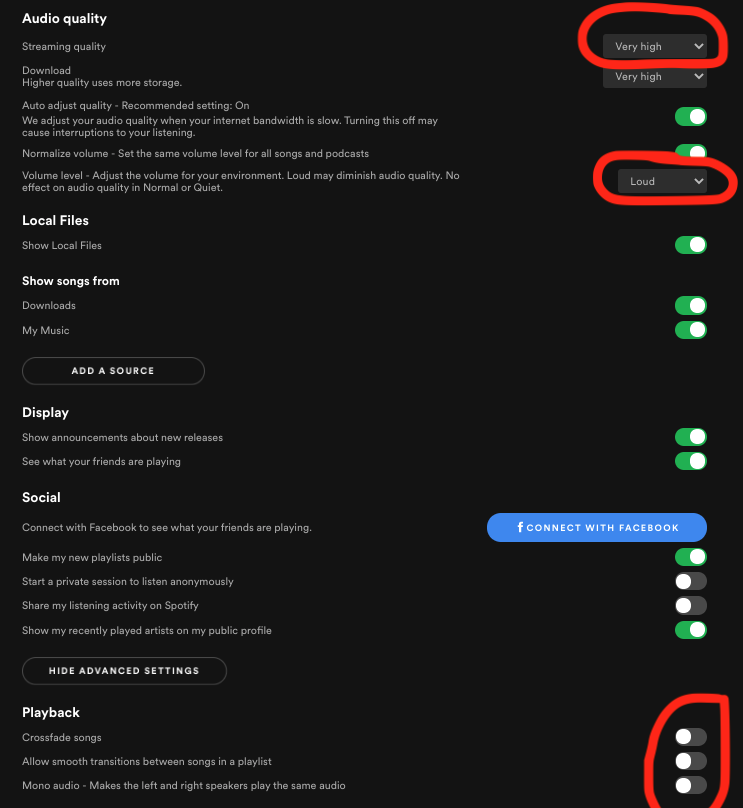 Audio quality
Streaming quality
Very high
Download
Higher quality uses more storage.
Very high
Auto adjust quality - Recommended setting: On
We adjust your audio quality when your internet bandwidth is slow. Turning this off may
cause interruptions to your listening.
Normalize volume - Set the same volume level for all songs and podcasts
Volume level - Adjust the volume for your environment. Loud may diminish audio quality. No
effect on audio quality in Normal or Quiet.
Loud
Local Files
Show Local Files
Show songs from
Downloads
My Music
ADD A SOURCE
Display
Show announcements about new releases
See what your friends are playing
Social
Connect with Facebook to see what your friends are playing.
CONNECT WITH FACEBOOK
Make my new playlists public
Start a private session to listen anonymously
Share my listening activity on Spotify
Show my recently played artists on my public profile
HIDE ADVANCED SETTINGS
Playback
Crossfade songs
Allow smooth transitions between songs in a playlist
Mono audio - Makes the left and right speakers play the same audio